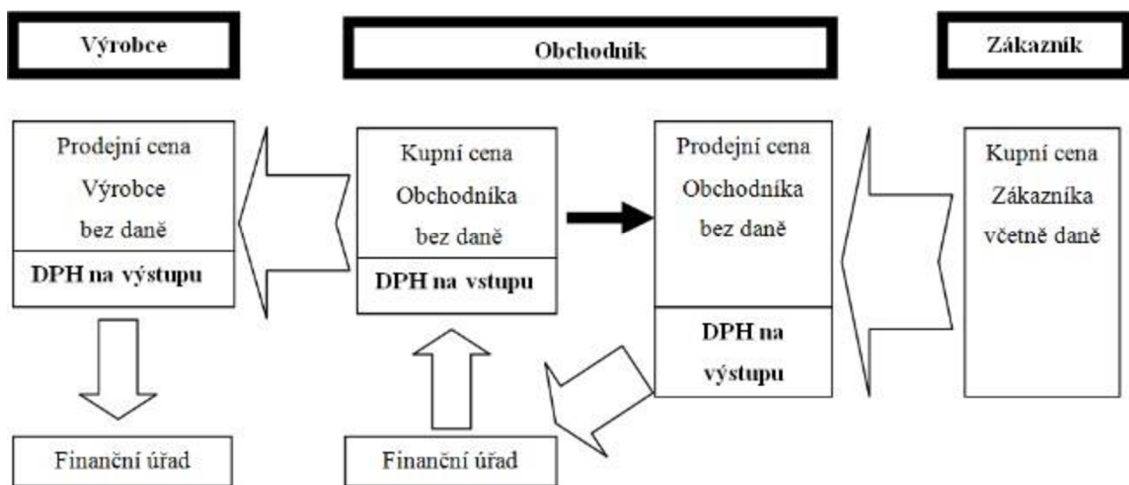 Výrobce
Obchodník
Zákazník
Prodejní cena
Výrobce
bez daně
DPH na výstupu
Kupní cena
Obchodníka
bez daně
DPH na vstupu
Prodejní cena
Obchodníka
bez daně
DPH na
výstupu
Kupní cena
Zákazníka
včetně daně
Finanční úřad
Finanční úřad